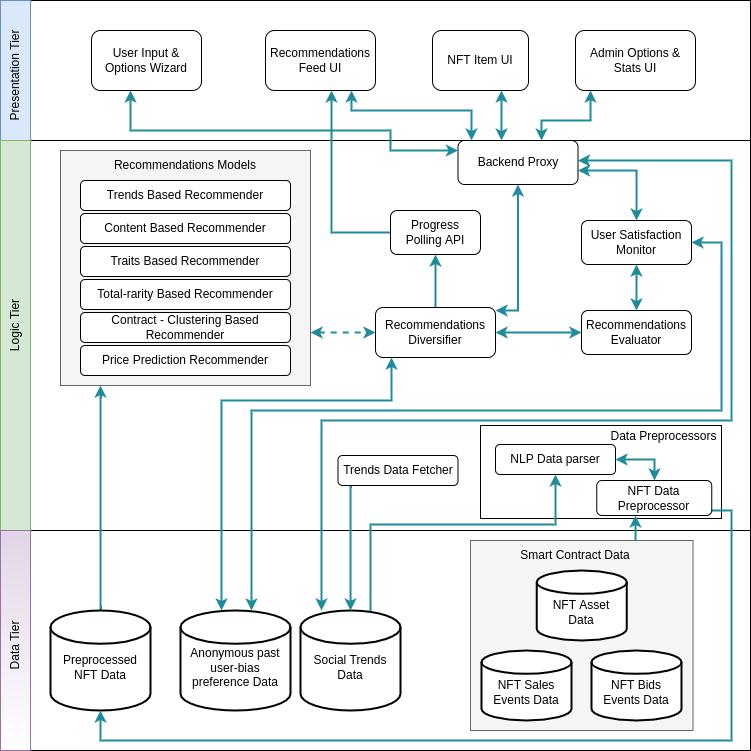 Presentation Tier
User Input &
Options Wizard
Recommendations
Feed UI
NFT Item UI
Admin Options &
Stats UI
Logic Tier
Recommendations Models
Trends Based Recommender
Content Based Recommender
Traits Based Recommender
Total-rarity Based Recommender
Contract - Clustering Based
Recommender
Price Prediction Recommender
Backend Proxy
Progress
Polling API
User Satisfaction
Monitor
Recommendations
Diversifier
Recommendations
Evaluator
Data Preprocessors
NLP Data parser
NFT Data
Preprocessor
Trends Data Fetcher
Data Tier
Preprocessed
NFT Data
Anonymous past
user-bias
preference Data
Social Trends
Data
Smart Contract Data
NFT Asset
Data
NFT Sales
Events Data
NFT Bids
Events Data